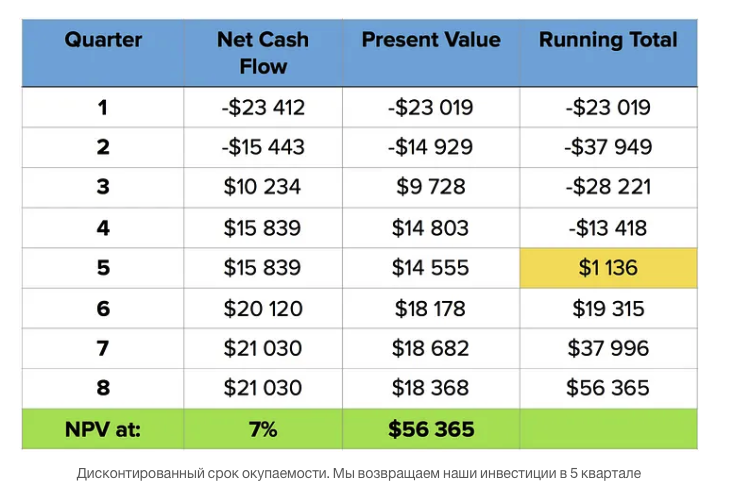 Quarter Net Cash Flow Present Value Running Total
1 -$23 412 -$23 019 -$23 019
2 -$15 443 -$14 929 -$37 949
3 $10 234 $9 728 -$28 221
4 $15 839 $14 803 -$13 418
5 $15 839 $14 555 $1 136
6 $20 120 $18 178 $19 315
7 $21 030 $18 682 $37 996
8 $21 030 $18 368 $56 365
NPV at: 7% $56 365
Дисконтированный срок окупаемости. Мы возвращаем наши инвестиции в 5 квартале